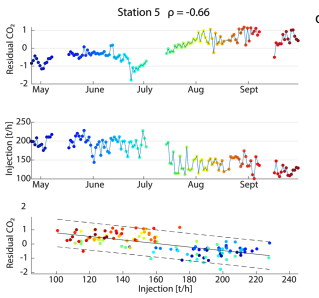 Station 5 ρ = -0.66
Residual CO₂
1
0
-1
-2
May June July Aug Sept
Injection [t/h]
250
200
150
100
May June July Aug Sept
2
Residual CO₂
2
1
0
-1
-2
100 120 140 160 180 200 220 240
Injection [t/h]